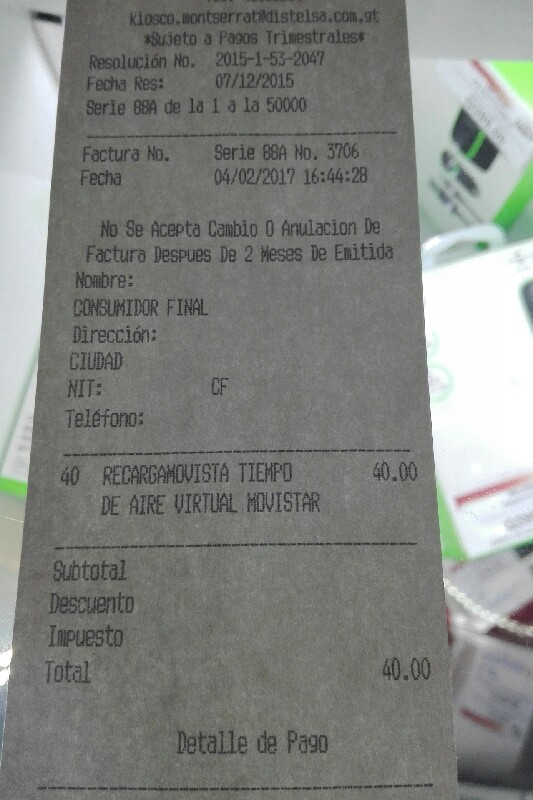 kiosco.montserrat@distelsa.com.gt
*Sujeto a Pagos Trimestrales*
Resolución No. 2015-1-53-2047
Fecha Res: 07/12/2015
Serie 88A de la 1 a la 50000
Factura No. Serie 88A No. 3706
Fecha 04/02/2017 16:44:28
No Se Acepta Cambio O Anulacion De
Factura Despues De 2 Meses De Emitida
Nombre:
CONSUMIDOR FINAL
Dirección:
CIUDAD
NIT: CF
Teléfono:
40 RECARGAMOVISTA TIEMPO 40.00
DE AIRE VIRTUAL MOVISTAR
Subtotal
Descuento
Impuesto
Total 40.00
Detalle de Pago